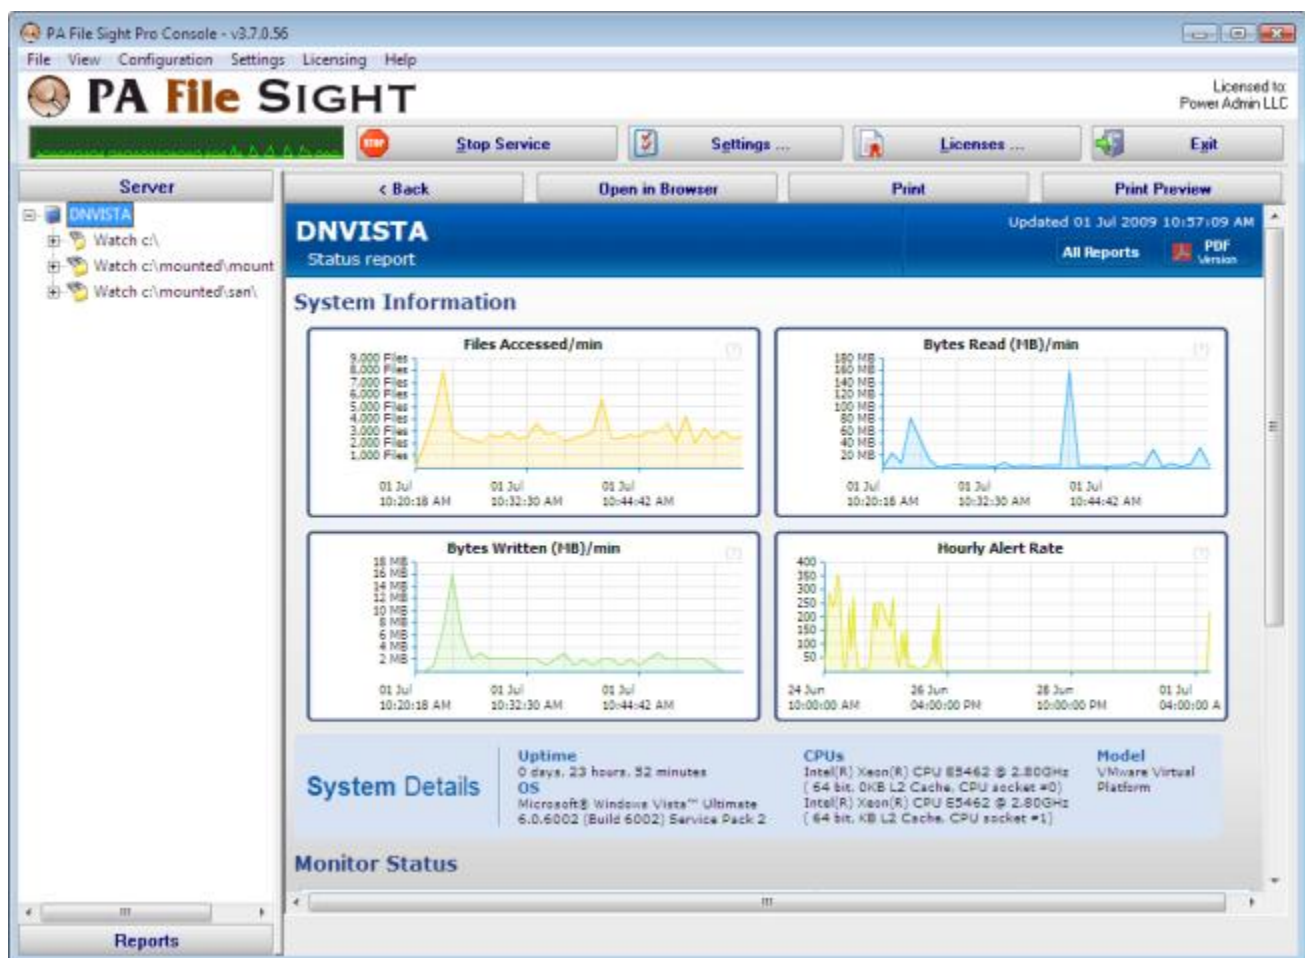 PA File Sight Pro Console - v3.7.0.56
File View Configuration Settings Licensing Help
PA File SIGHT
Licensed to:
Power Admin LLC
STOP
Stop Service
Settings ...
Licenses ...
Exit
Server
< Back
Open in Browser
Print
Print Preview
DNVISTA
Watch c:\
Watch c:\mounted\mount
Watch c:\mounted\san\
DNVISTA
Status report
Updated 01 Jul 2009 10:57:09 AM
All Reports
PDF
Version
System Information
Files Accessed/min
[?]
9,000 Files
8,000 Files
7,000 Files
6,000 Files
5,000 Files
4,000 Files
3,000 Files
2,000 Files
1,000 Files
01 Jul 01 Jul 01 Jul
10:20:18 AM 10:32:30 AM 10:44:42 AM
Bytes Read (MB)/min
[?]
180 MB
160 MB
140 MB
120 MB
100 MB
80 MB
60 MB
40 MB
20 MB
01 Jul 01 Jul 01 Jul
10:20:18 AM 10:32:30 AM 10:44:42 AM
Bytes Written (MB)/min
[?]
18 MB
16 MB
14 MB
12 MB
10 MB
8 MB
6 MB
4 MB
2 MB
01 Jul 01 Jul 01 Jul
10:20:18 AM 10:32:30 AM 10:44:42 AM
Hourly Alert Rate
[?]
400
350
300
250
200
150
100
50
24 Jun 26 Jun 28 Jun 01 Jul
10:00:00 AM 04:00:00 PM 10:00:00 PM 04:00:00 A
System Details
Uptime
0 days, 23 hours, 52 minutes
OS
Microsoft® Windows Vista™ Ultimate
6.0.6002 (Build 6002) Service Pack 2
CPUs
Intel(R) Xeon(R) CPU E5462 @ 2.80GHz
( 64 bit, 0KB L2 Cache, CPU socket #0)
Intel(R) Xeon(R) CPU E5462 @ 2.80GHz
( 64 bit, KB L2 Cache, CPU socket #1)
Model
VMware Virtual
Platform
Monitor Status
Reports